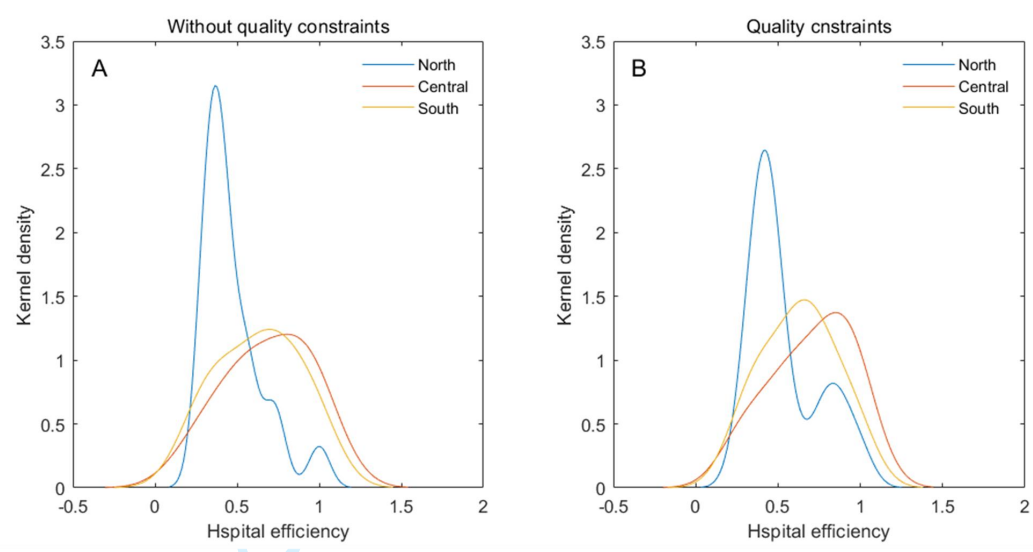 Without quality constraints
A
North
Central
South
3.5
3
2.5
2
1.5
1
0.5
0
-0.5
0
0.5
1
1.5
2
Kernel density
Hspital efficiency
Quality cnstraints
B
North
Central
South
3.5
3
2.5
2
1.5
1
0.5
0
-0.5
0
0.5
1
1.5
2
Kernel density
Hspital efficiency